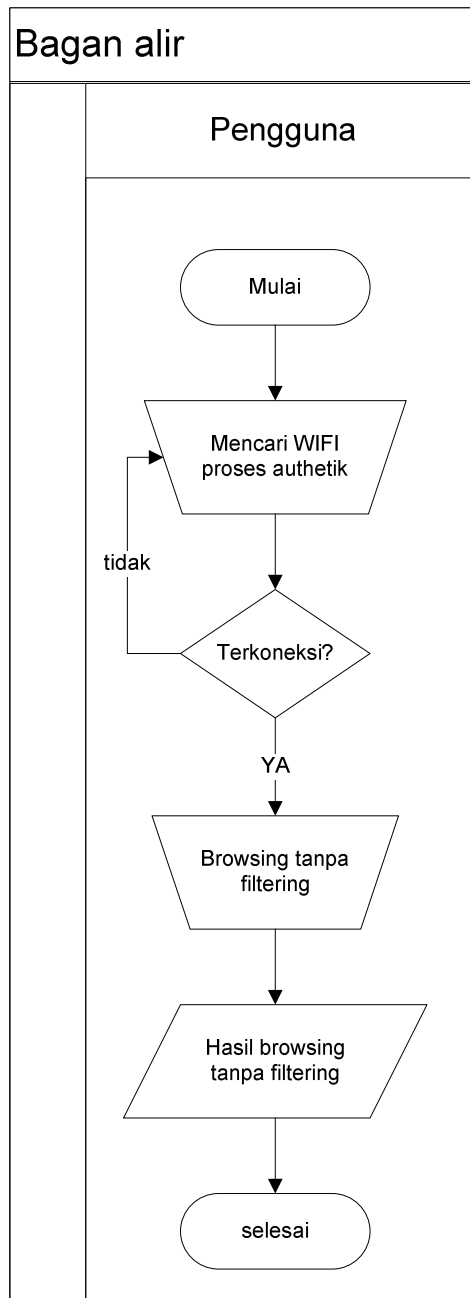 Bagan alir
Pengguna
Mulai
Mencari WIFI
proses authetik
tidak
Terkoneksi?
YA
Browsing tanpa
filtering
Hasil browsing
tanpa filtering
selesai